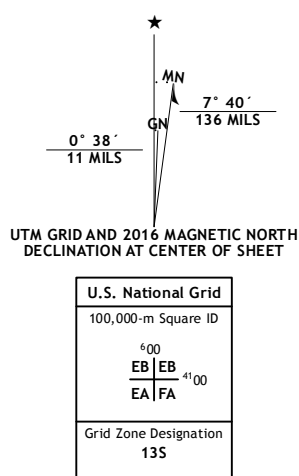 MN
GN
7° 40´
136 MILS
0° 38´
11 MILS
UTM GRID AND 2016 MAGNETIC NORTH
DECLINATION AT CENTER OF SHEET
U.S. National Grid
100,000-m Square ID
600
EB EB
4100
EA FA
Grid Zone Designation
13S